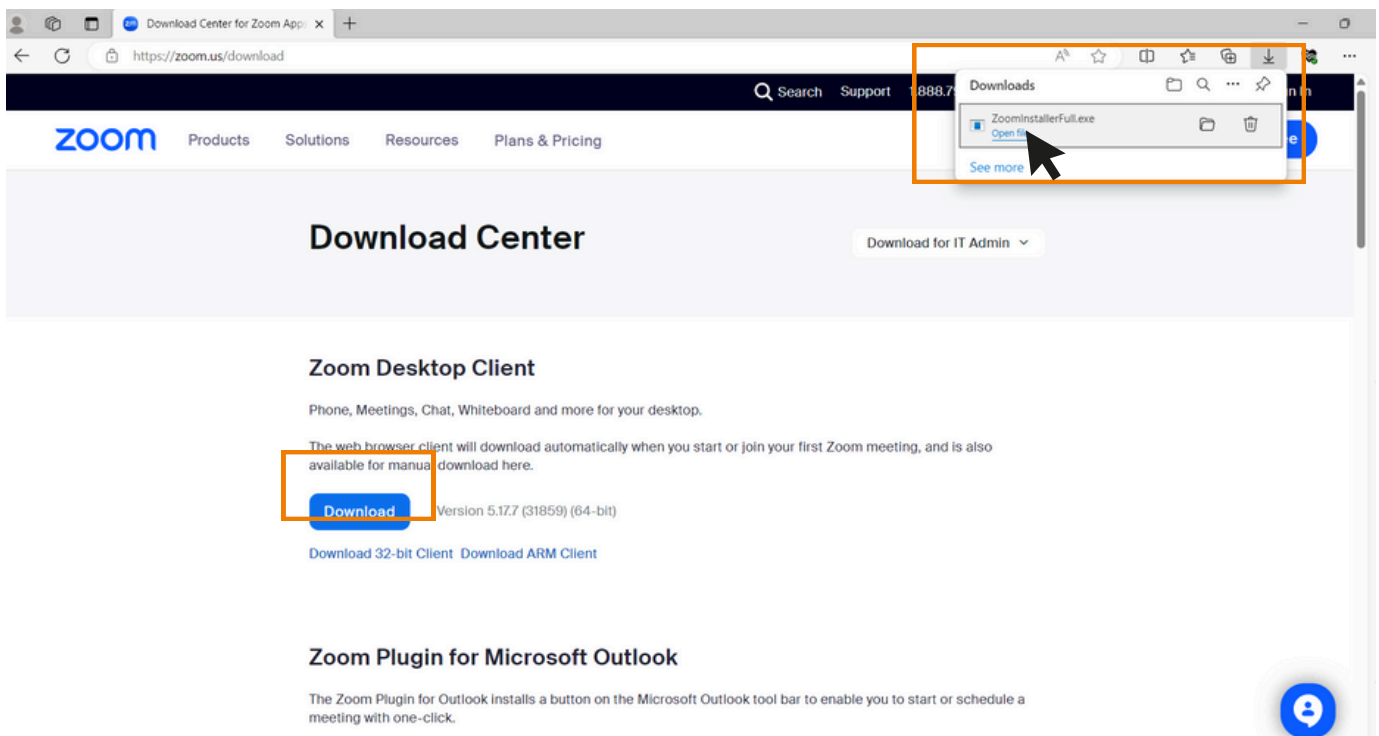 Download Center for Zoom App
https://zoom.us/download
Search Support 1.888.79
Downloads
ZoomInstallerFull.exe
Open file
See more
zoom Products Solutions Resources Plans & Pricing
Download Center
Download for IT Admin
Zoom Desktop Client
Phone, Meetings, Chat, Whiteboard and more for your desktop.
The web browser client will download automatically when you start or join your first Zoom meeting, and is also
available for manual download here.
Download Version 5.17.7 (31859) (64-bit)
Download 32-bit Client Download ARM Client
Zoom Plugin for Microsoft Outlook
The Zoom Plugin for Outlook installs a button on the Microsoft Outlook tool bar to enable you to start or schedule a
meeting with one-click.